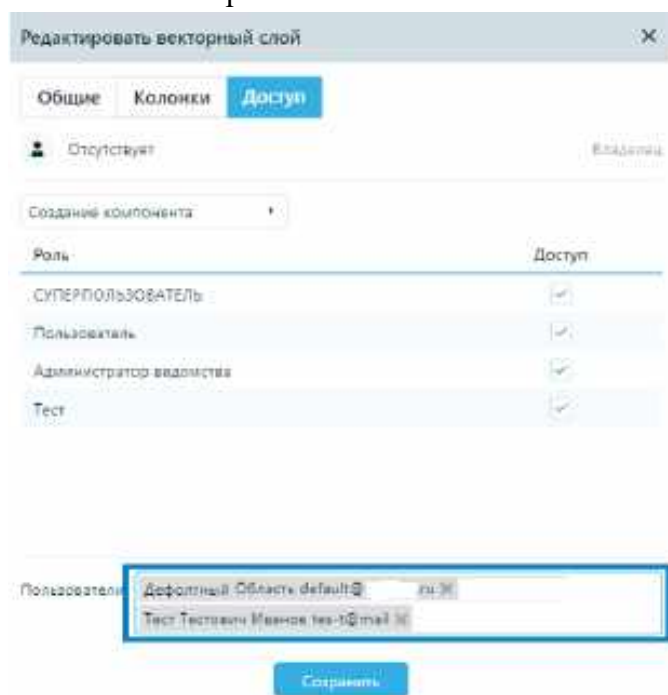 Редактировать векторный слой ×
Общие Колонки Доступ
Отсутствует Владелец
Создание компонента
Роль Доступ
СУПЕРПОЛЬЗОВАТЕЛЬ
Пользователь
Администратор ведомства
Тест
Пользователи Дефолтный Область default@ .ru ×
Тест Тестович Иванов tes-t@mail ×
Сохранить